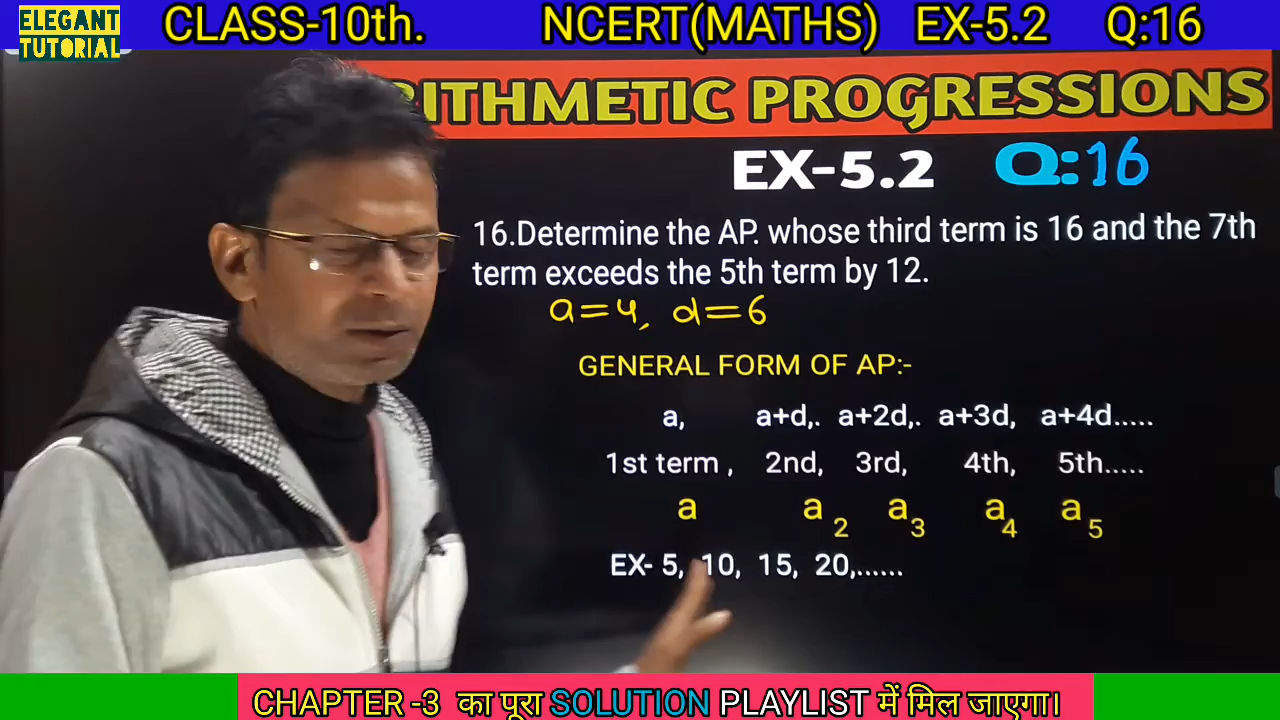 ELEGANT
TUTORIAL
CLASS-10th. NCERT(MATHS) EX-5.2 Q:16
RITHMETIC PROGRESSIONS
EX-5.2 Q:16
16.Determine the AP. whose third term is 16 and the 7th
term exceeds the 5th term by 12.
a=4, d=6
GENERAL FORM OF AP:-
a, a+d,. a+2d,. a+3d, a+4d.....
1st term , 2nd, 3rd, 4th, 5th.....
a a2 a3 a4 a5
EX- 5, 10, 15, 20,......
CHAPTER -3 का पूरा SOLUTION PLAYLIST में मिल जाएगा।